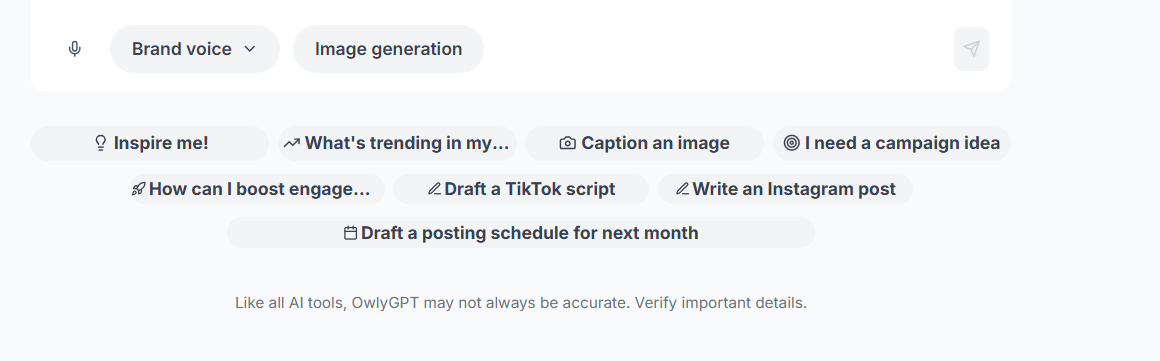 Brand voice Image generation
Inspire me! What's trending in my... Caption an image I need a campaign idea
How can I boost engage... Draft a TikTok script Write an Instagram post
Draft a posting schedule for next month
Like all AI tools, OwlyGPT may not always be accurate. Verify important details.